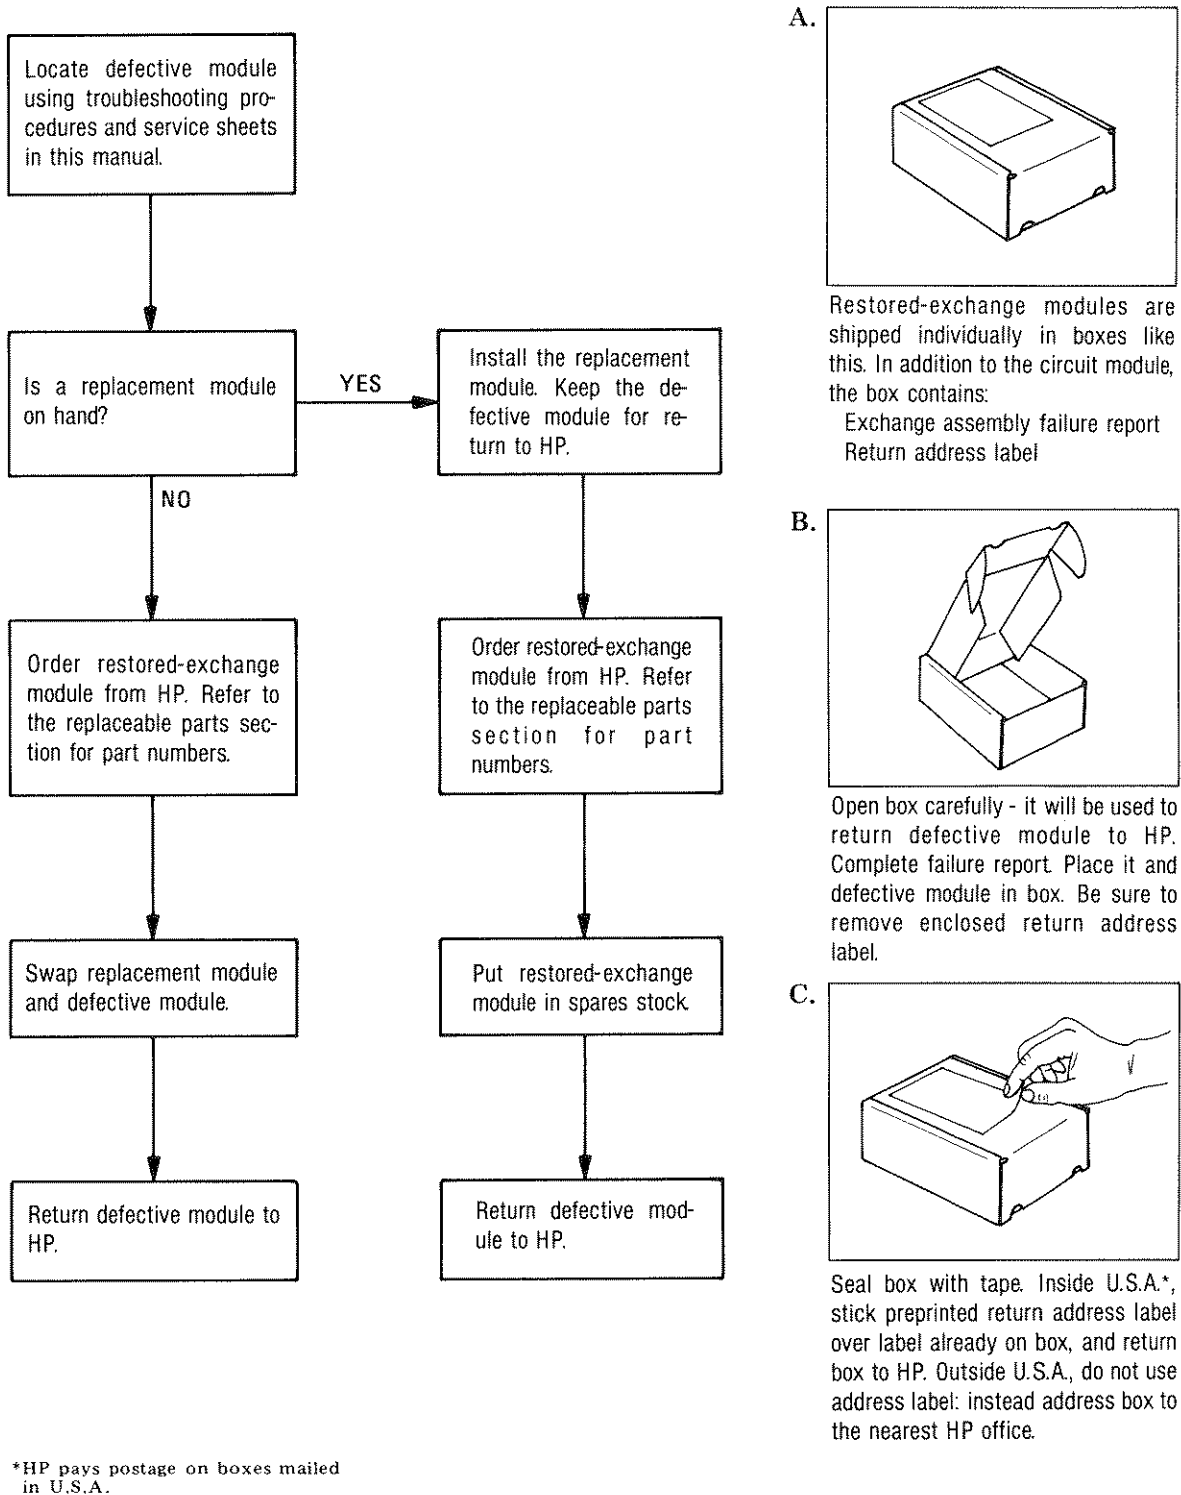 Locate defective module
using troubleshooting pro-
cedures and service sheets
in this manual.
Is a replacement module
on hand?
YES
Install the replacement
module. Keep the de-
fective module for re-
turn to HP.
NO
Order restored-exchange
module from HP. Refer to
the replaceable parts sec-
tion for part numbers.
Order restored-exchange
module from HP. Refer
to the replaceable parts
section for part
numbers.
Swap replacement module
and defective module.
Put restored-exchange
module in spares stock.
Return defective module to
HP.
Return defective mod-
ule to HP.
A.
Restored-exchange modules are
shipped individually in boxes like
this. In addition to the circuit module,
the box contains:
Exchange assembly failure report
Return address label
B.
Open box carefully - it will be used to
return defective module to HP.
Complete failure report. Place it and
defective module in box. Be sure to
remove enclosed return address
label.
C.
Seal box with tape. Inside U.S.A.*,
stick preprinted return address label
over label already on box, and return
box to HP. Outside U.S.A., do not use
address label: instead address box to
the nearest HP office.
*HP pays postage on boxes mailed
in U.S.A.